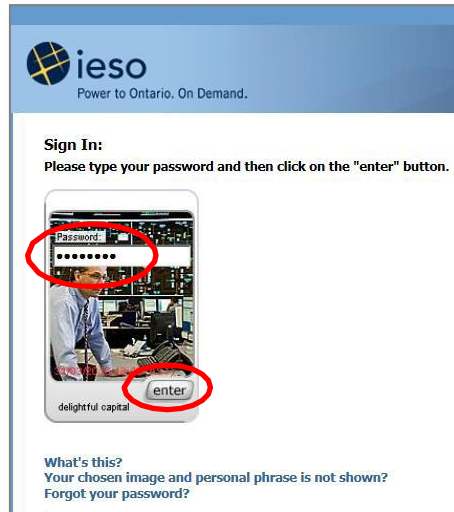 ieso
Power to Ontario. On Demand.
Sign In:
Please type your password and then click on the "enter" button.
Password:
enter
delightful capital
What's this?
Your chosen image and personal phrase is not shown?
Forgot your password?